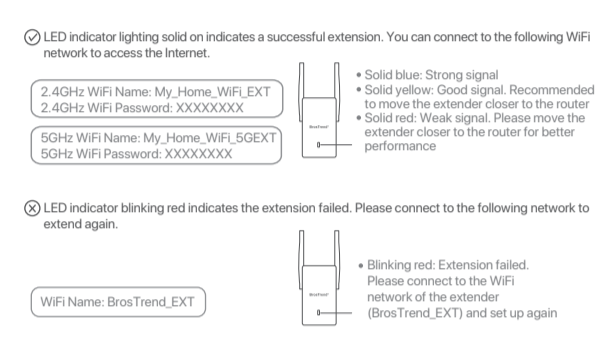 LED indicator lighting solid on indicates a successful extension. You can connect to the following WiFi
network to access the Internet.
2.4GHz WiFi Name: My_Home_WiFi_EXT
2.4GHz WiFi Password: XXXXXXXX
5GHz WiFi Name: My_Home_WiFi_5GEXT
5GHz WiFi Password: XXXXXXXX
BrosTrend
• Solid blue: Strong signal
• Solid yellow: Good signal. Recommended
to move the extender closer to the router
• Solid red: Weak signal. Please move the
extender closer to the router for better
performance
LED indicator blinking red indicates the extension failed. Please connect to the following network to
extend again.
WiFi Name: BrosTrend_EXT
BrosTrend
• Blinking red: Extension failed.
Please connect to the WiFi
network of the extender
(BrosTrend_EXT) and set up again